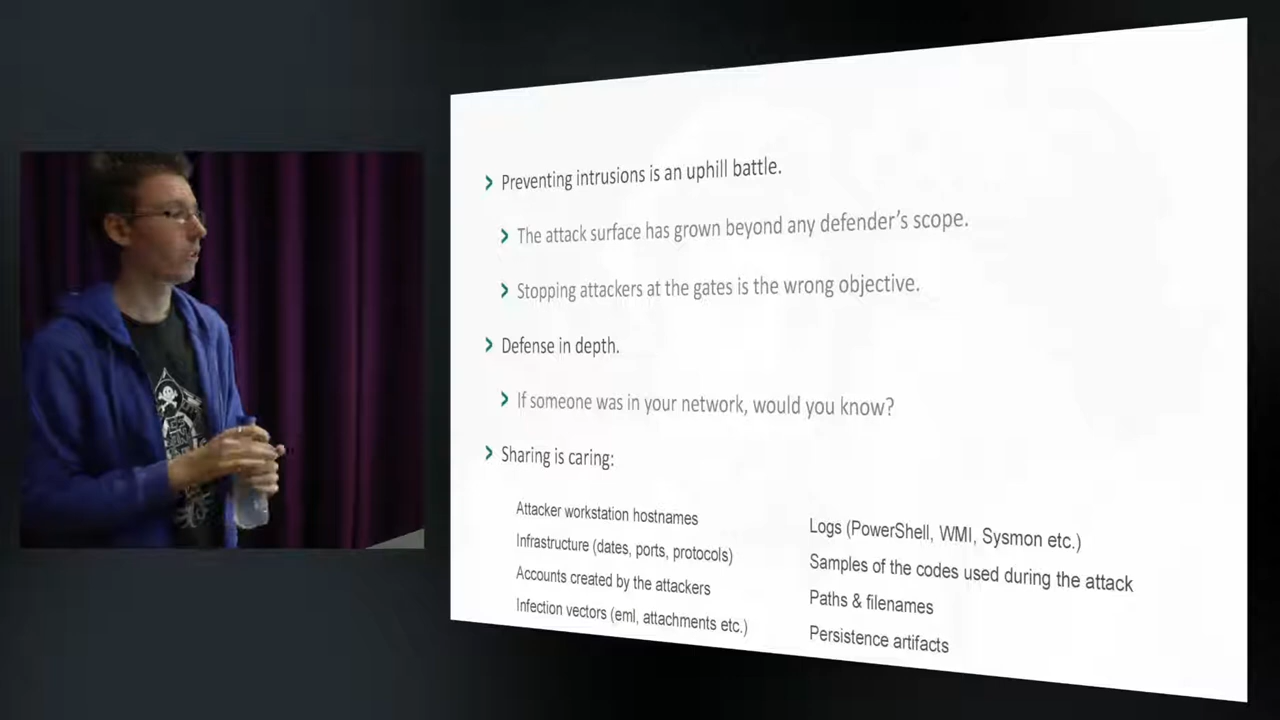 Preventing intrusions is an uphill battle.
The attack surface has grown beyond any defender's scope.
Stopping attackers at the gates is the wrong objective.
Defense in depth.
If someone was in your network, would you know?
Sharing is caring:
Attacker workstation hostnames
Infrastructure (dates, ports, protocols)
Accounts created by the attackers
Infection vectors (eml, attachments etc.)
Logs (PowerShell, WMI, Sysmon etc.)
Samples of the codes used during the attack
Paths & filenames
Persistence artifacts